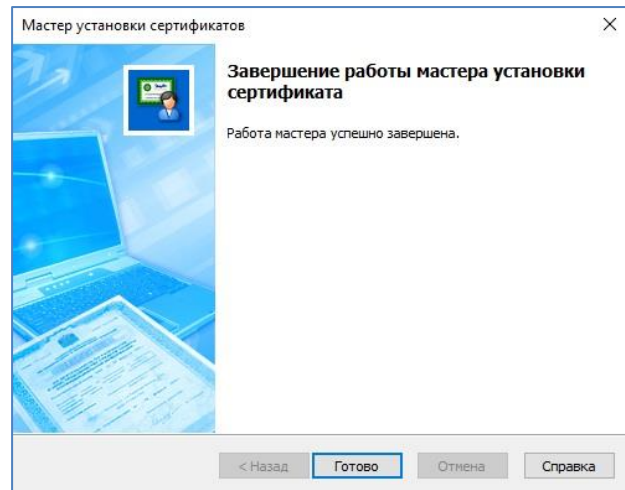 Мастер установки сертификатов
Завершение работы мастера установки
сертификата
Работа мастера успешно завершена.
< Назад
Готово
Отмена
Справка